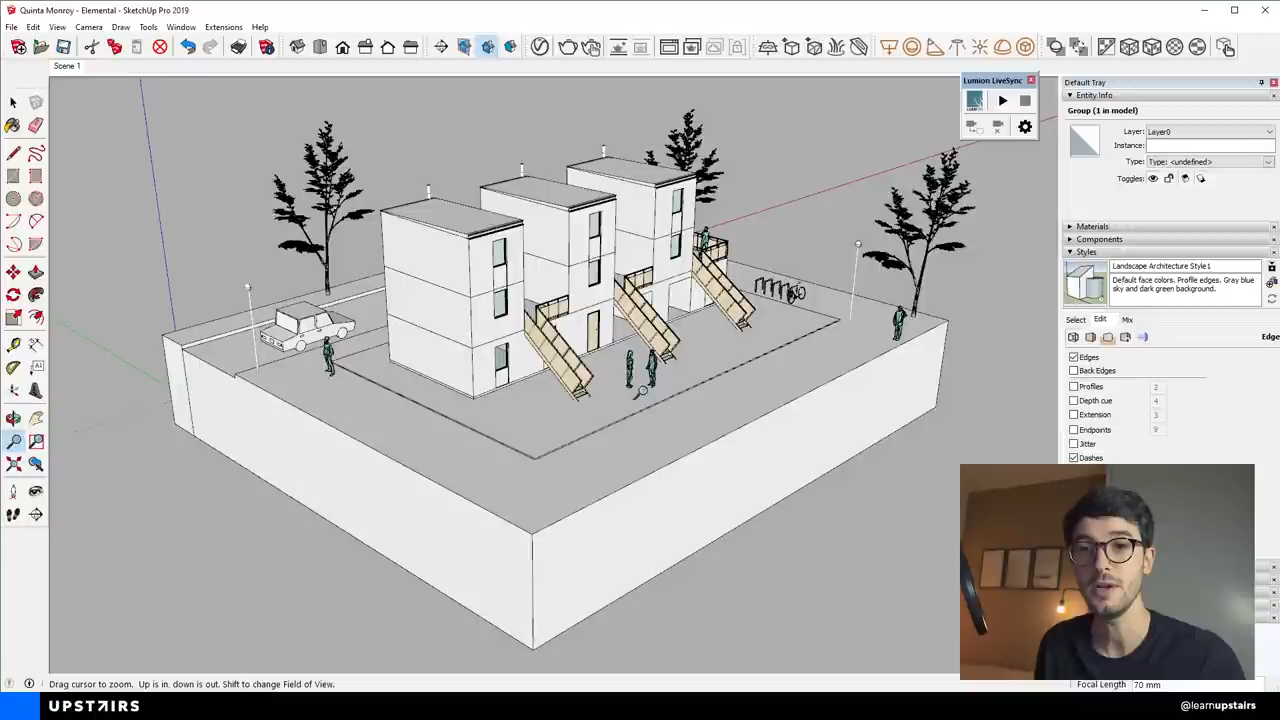 Quinta Monroy - Elemental - SketchUp Pro 2019
File Edit View Camera Draw Tools Window Extensions Help
Scene 1
Lumion LiveSync
Default Tray
Entity Info
Group (1 in model)
Layer: Layer0
Instance:
Type: Type: <undefined>
Toggles:
Materials
Components
Styles
Landscape Architecture Style1
Default face colors. Profile edges. Gray blue
sky and dark green background.
Select Edit Mix
Edge
Edges
Back Edges
Profiles 2
Depth cue 4
Extension 3
Endpoints 9
Jitter
Dashes
Drag cursor to zoom. Up is in, down is out. Shift to change Field of View.
Focal Length 70 mm
UPSTAIRS
@learnupstairs